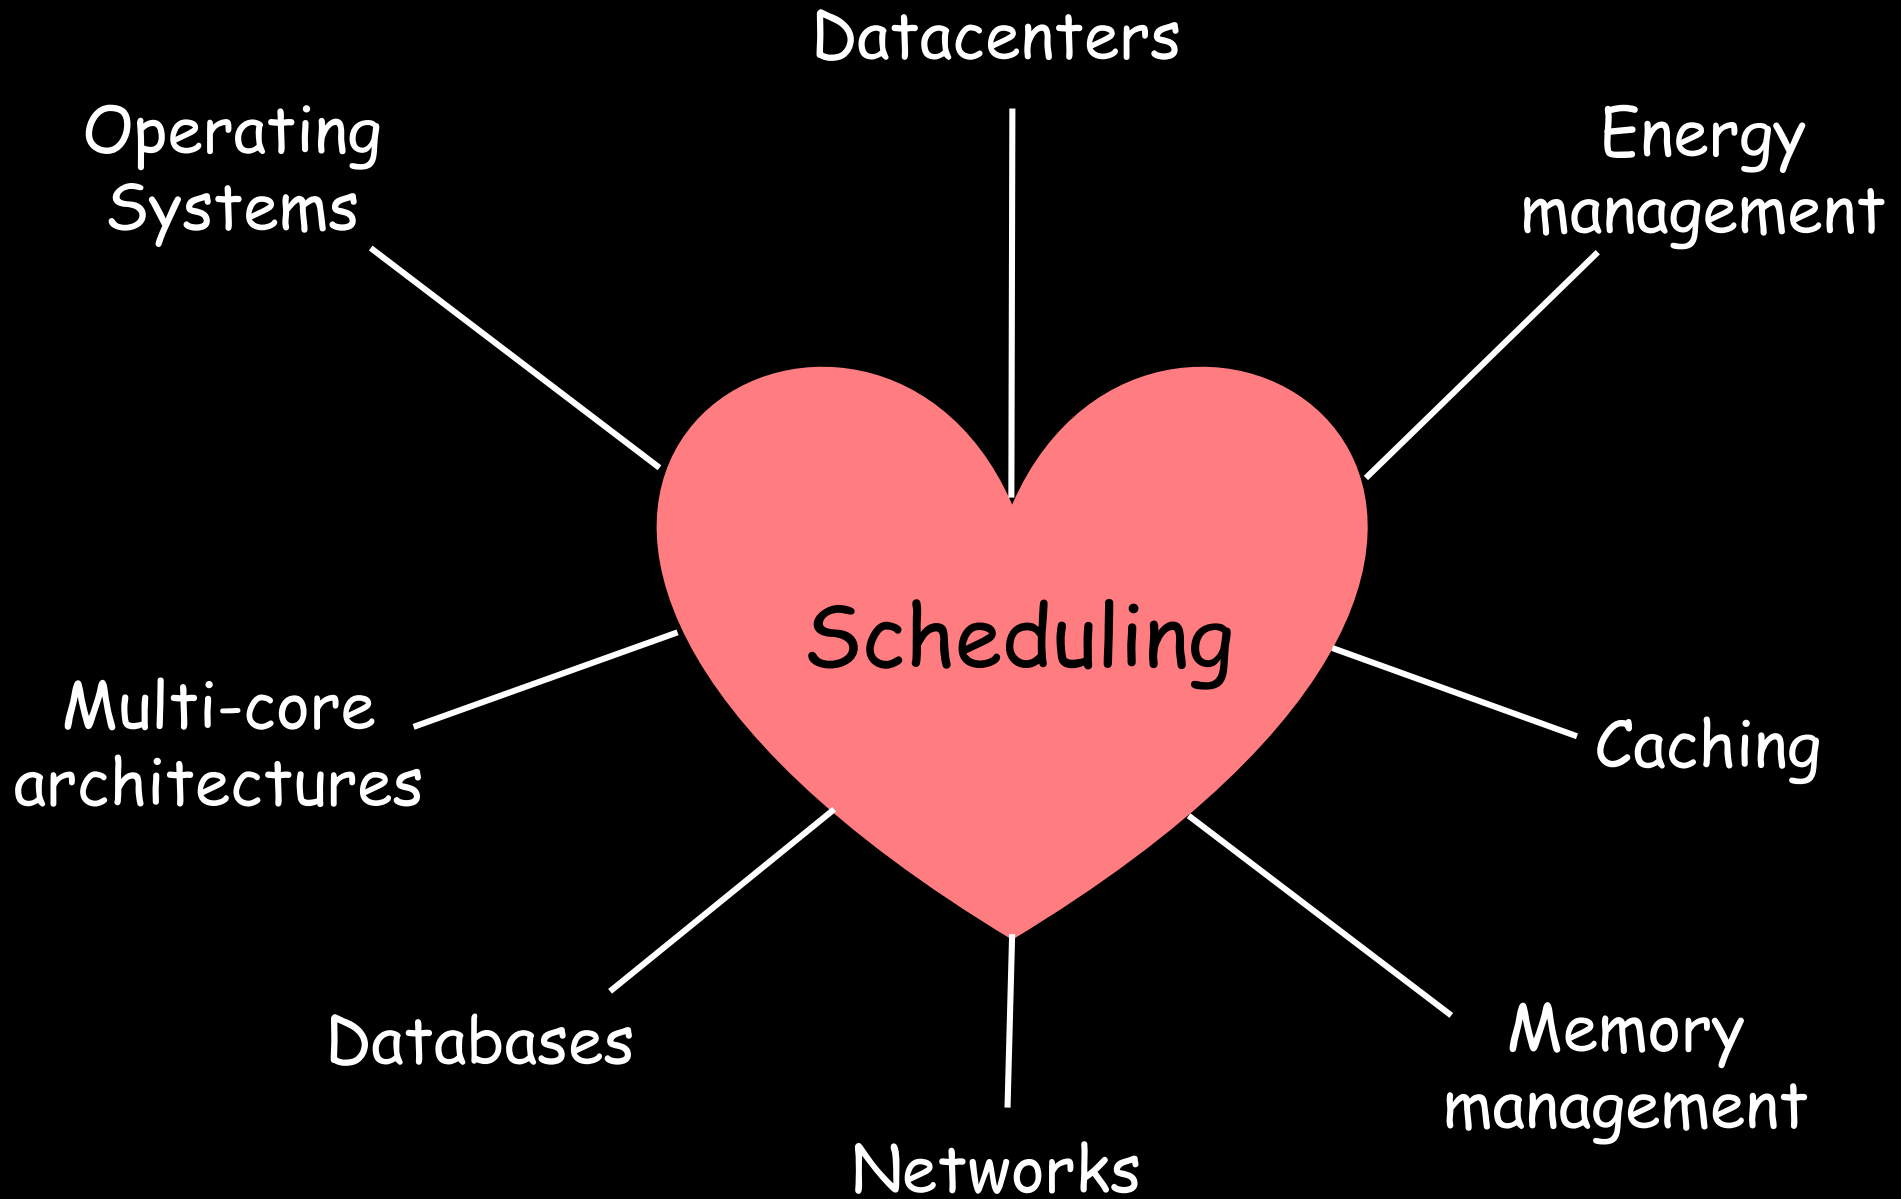 Datacenters
Operating
Systems
Energy
management
Scheduling
Multi-core
architectures
Caching
Databases
Memory
management
Networks